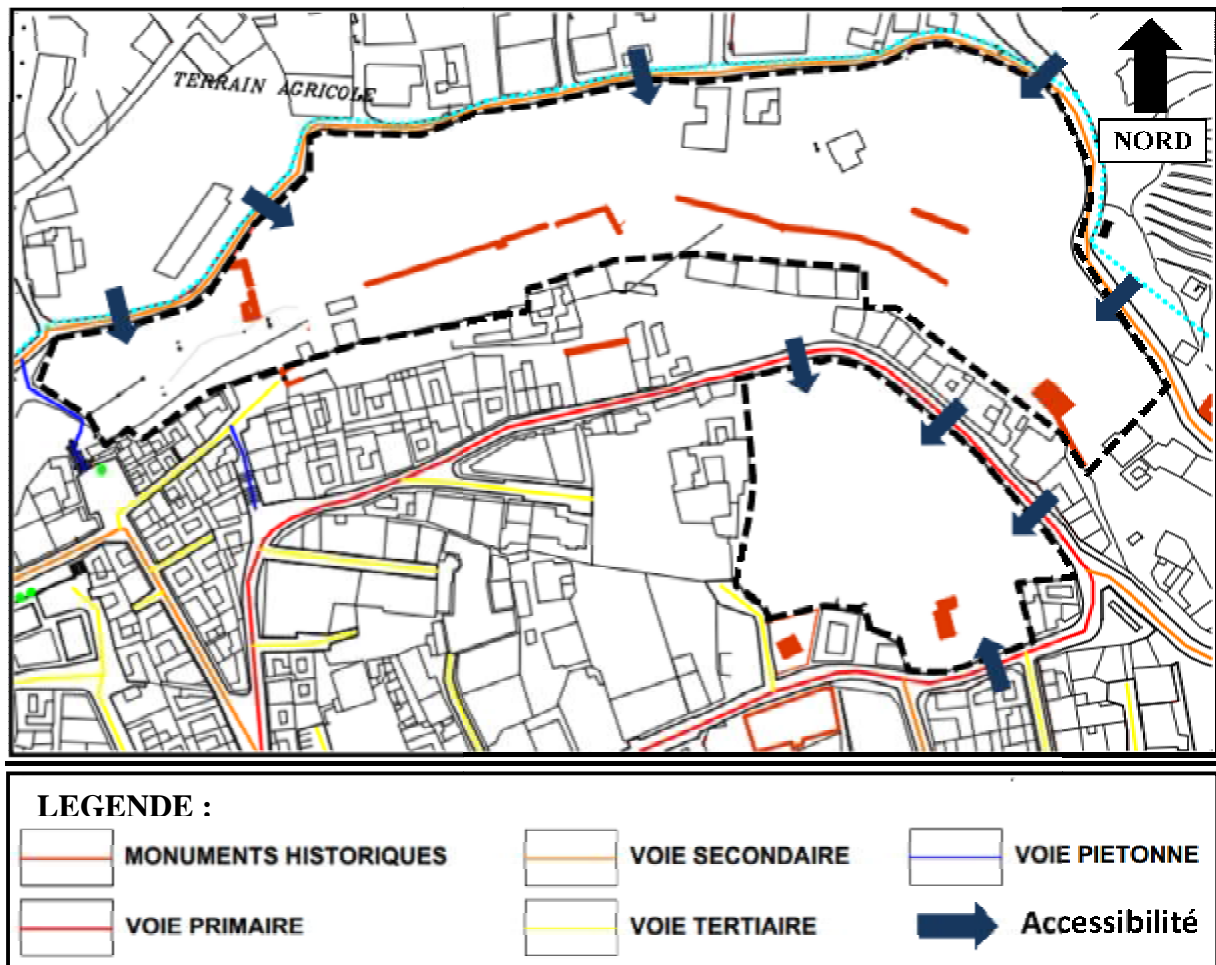 TERRAIN AGRICOLE
NORD
LEGENDE :
MONUMENTS HISTORIQUES
VOIE SECONDAIRE
VOIE PIETONNE
VOIE PRIMAIRE
VOIE TERTIAIRE
Accessibilité